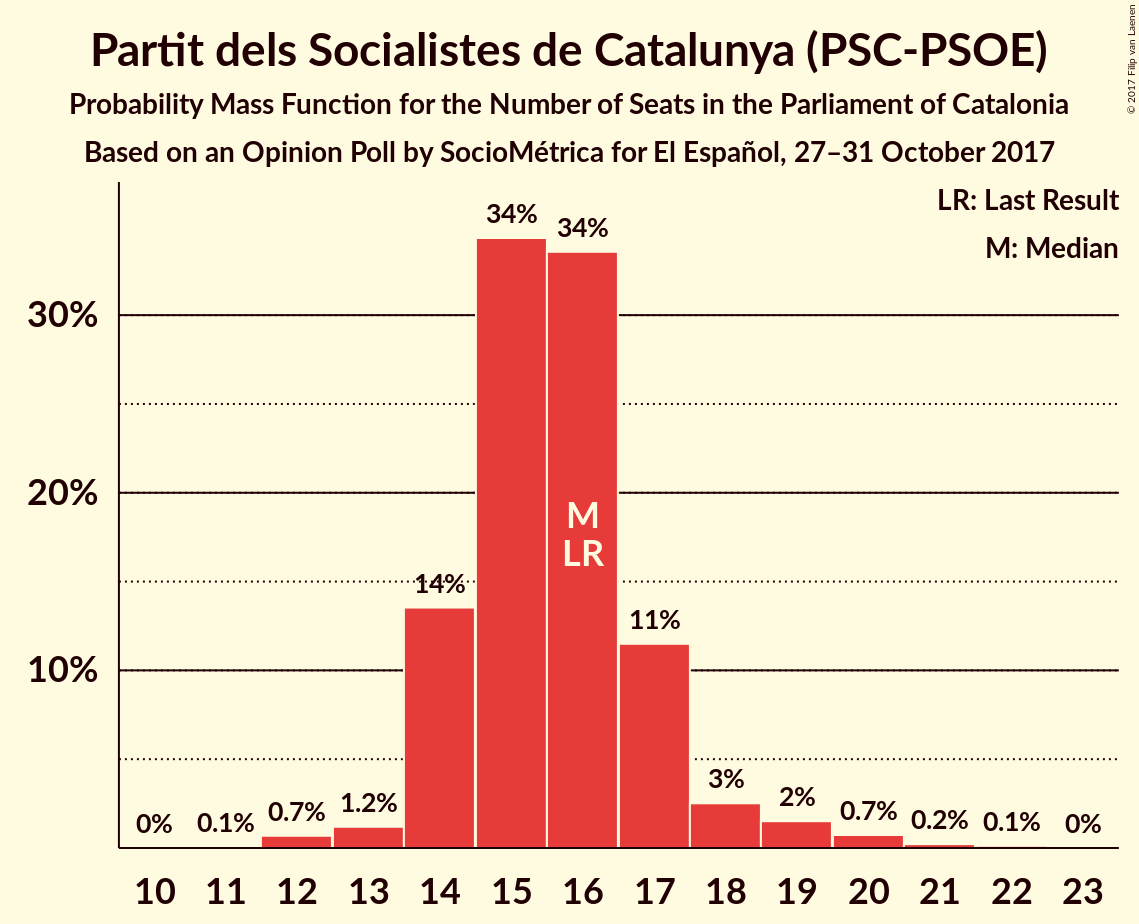 Partit dels Socialistes de Catalunya (PSC-PSOE)
Probability Mass Function for the Number of Seats in the Parliament of Catalonia
Based on an Opinion Poll by SocioMétrica for El Español, 27–31 October 2017
© 2017 Filip van Laenen
LR: Last Result
M: Median
34%
34%
30%
20%
M
LR
14%
11%
10%
3%
2%
1.2%
0.7%
0.7%
0.2%
0.1%
0.1%
0%
0%
10 11 12 13 14 15 16 17 18 19 20 21 22 23